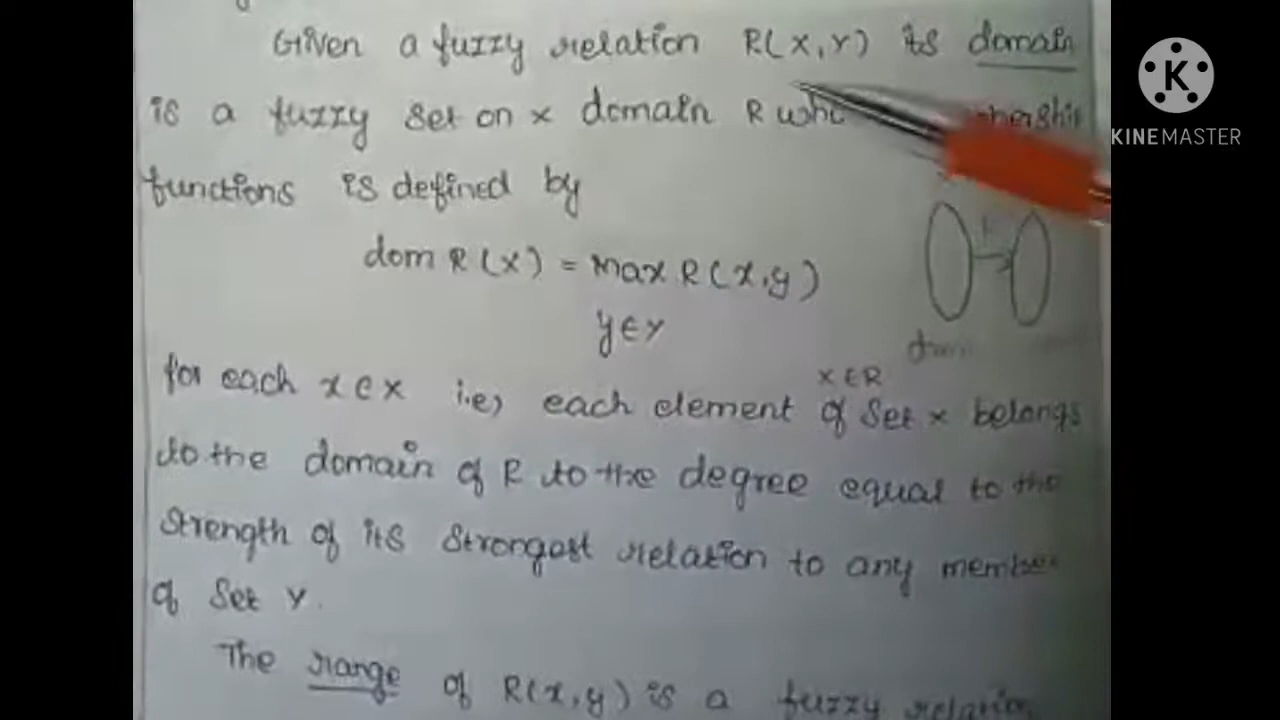 Given a fuzzy relation R(X,Y) its domain
is a fuzzy set on X domain R
functions is defined by
dom R(x) = max R(x,y)
y∈Y
x∈R
for each x∈X i.e, each element of set X belongs
to the domain of R to the degree equal to the
strength of its strongest relation to any member
of set Y.
The range of R(x,y) is a fuzzy relation
K
KINEMASTER